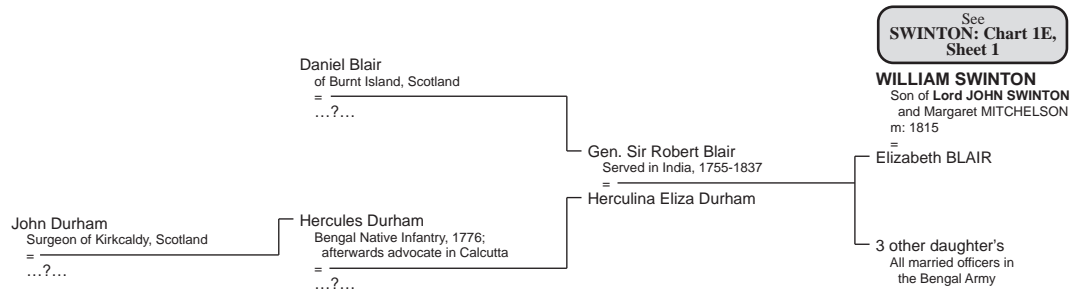 See
SWINTON: Chart 1E,
Sheet 1
Daniel Blair
of Burnt Island, Scotland
=
…?…
WILLIAM SWINTON
Son of Lord JOHN SWINTON
and Margaret MITCHELSON
m: 1815
=
Elizabeth BLAIR
Gen. Sir Robert Blair
Served in India, 1755-1837
=
Herculina Eliza Durham
John Durham
Surgeon of Kirkcaldy, Scotland
=
…?…
Hercules Durham
Bengal Native Infantry, 1776;
afterwards advocate in Calcutta
=
…?…
3 other daughter's
All married officers in
the Bengal Army